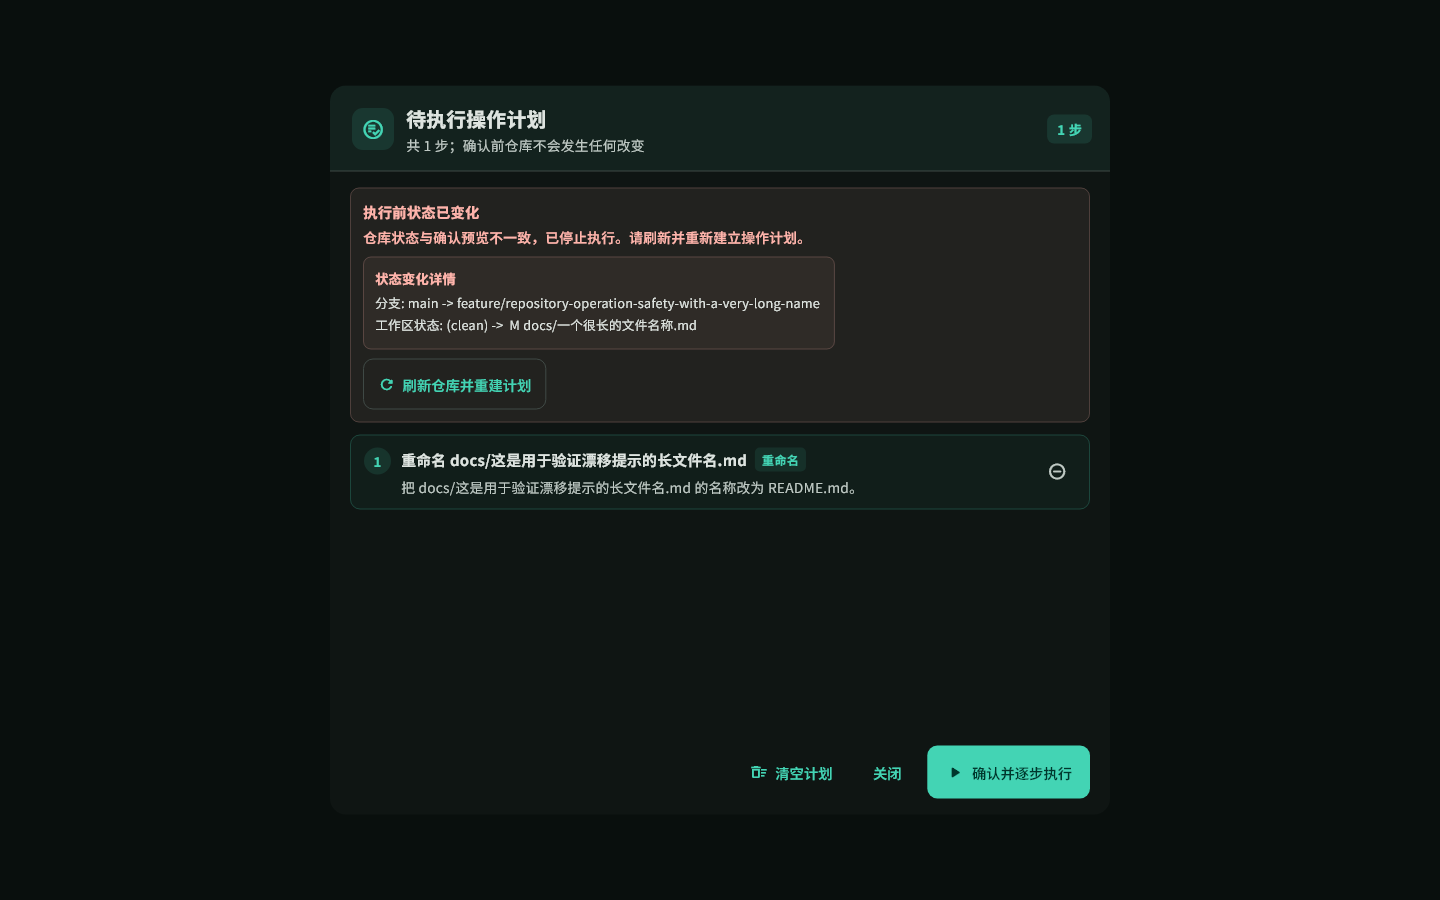 待执行操作计划
共 1 步；确认前仓库不会发生任何改变
1 步
执行前状态已变化
仓库状态与确认预览不一致，已停止执行。请刷新并重新建立操作计划。
状态变化详情
分支: main -> feature/repository-operation-safety-with-a-very-long-name
工作区状态: (clean) ->  M docs/一个很长的文件名称.md
刷新仓库并重建计划
1
重命名 docs/这是用于验证漂移提示的长文件名.md 重命名
把 docs/这是用于验证漂移提示的长文件名.md 的名称改为 README.md。
清空计划
关闭
确认并逐步执行